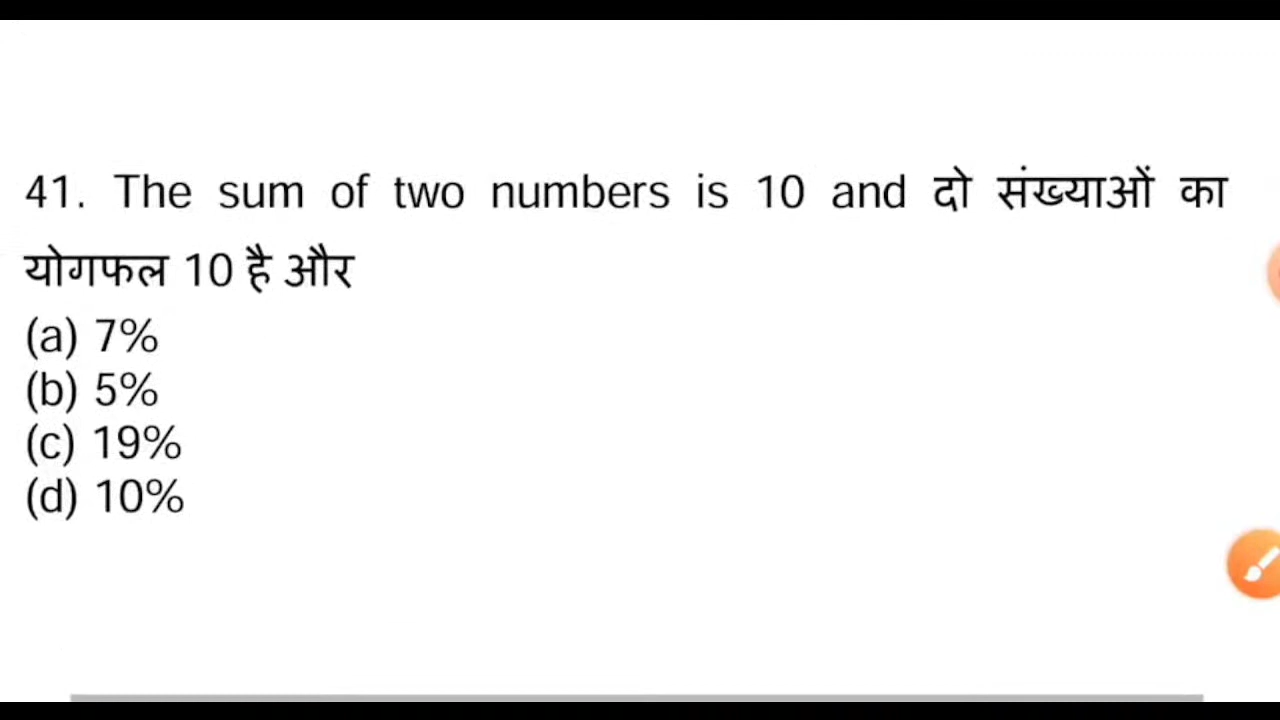 41. The sum of two numbers is 10 and दो संख्याओं का
योगफल 10 है और
(a) 7%
(b) 5%
(c) 19%
(d) 10%